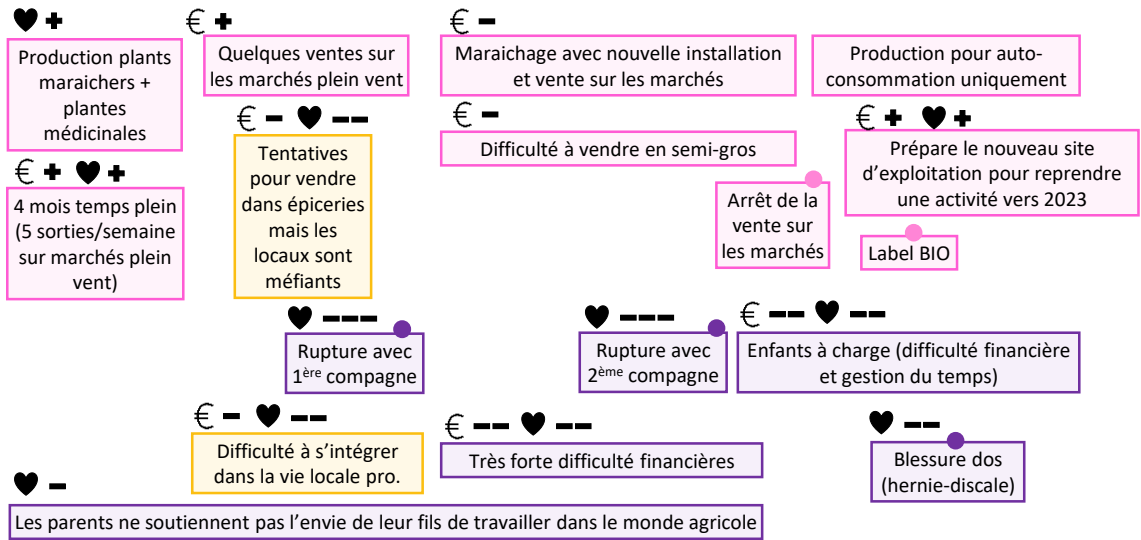 ♥ +
Production plants
maraichers +
plantes
médicinales
€ +
Quelques ventes sur
les marchés plein vent
€ -
Maraichage avec nouvelle installation
et vente sur les marchés
Production pour auto-
consommation uniquement
€ + ♥ +
4 mois temps plein
(5 sorties/semaine
sur marchés plein
vent)
€ - ♥ --
Tentatives
pour vendre
dans épiceries
mais les
locaux sont
méfiants
€ -
Difficulté à vendre en semi-gros
€ + ♥ +
Prépare le nouveau site
d’exploitation pour reprendre
une activité vers 2023
Arrêt de la
vente sur
les marchés
Label BIO
♥ ---
Rupture avec
1ère compagne
♥ ---
Rupture avec
2ème compagne
€ -- ♥ --
Enfants à charge (difficulté financière
et gestion du temps)
€ - ♥ --
Difficulté à s’intégrer
dans la vie locale pro.
€ -- ♥ --
Très forte difficulté financières
♥ --
Blessure dos
(hernie-discale)
♥ -
Les parents ne soutiennent pas l’envie de leur fils de travailler dans le monde agricole